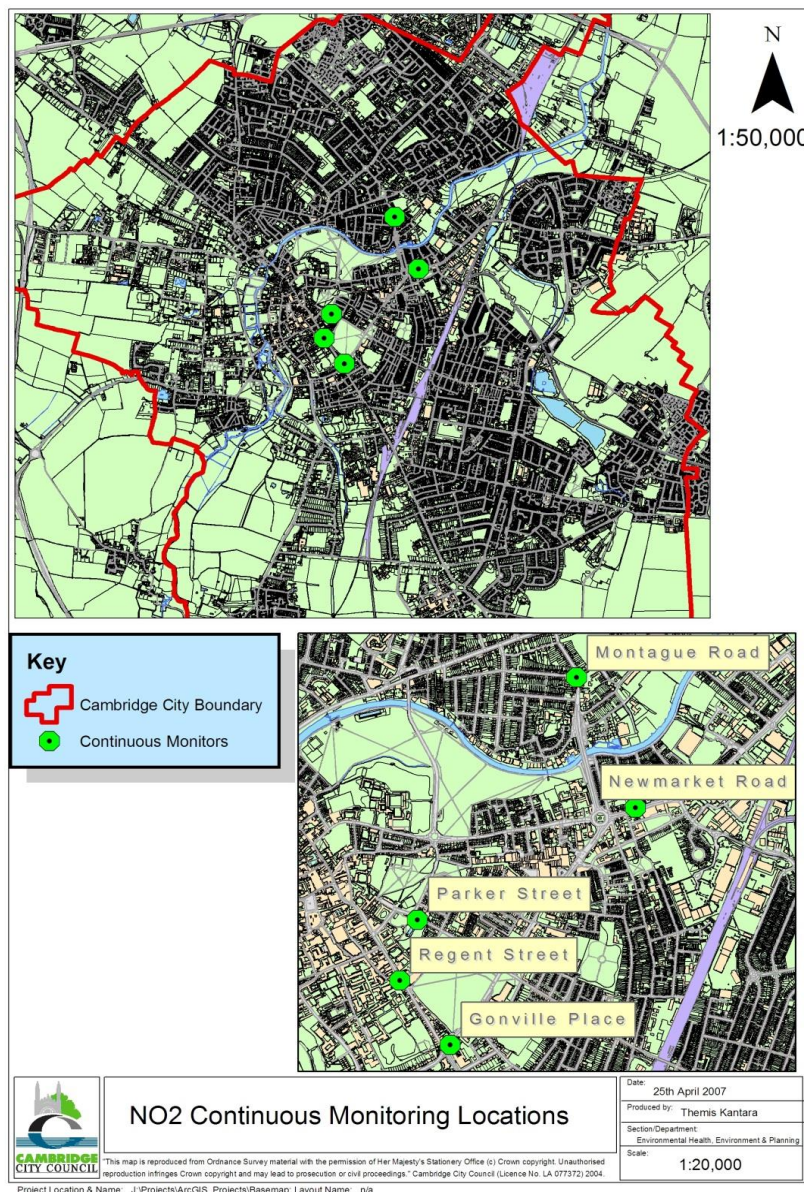 N
1:50,000
Key
Cambridge City Boundary
Continuous Monitors
Montague Road
Newmarket Road
Parker Street
Regent Street
Gonville Place
CAMBRIDGE
CITY COUNCIL
NO2 Continuous Monitoring Locations
"This map is reproduced from Ordnance Survey material with the permission of Her Majesty's Stationery Office (c) Crown copyright. Unauthorised
reproduction infringes Crown copyright and may lead to prosecution or civil proceedings." Cambridge City Council (Licence No. LA 077372) 2004.
Date:
25th April 2007
Produced by: Themis Kantara
Section/Department:
Environmental Health, Environment & Planning
Scale:
1:20,000
Project Location & Name: J:\Projects\ArcGIS_Projects\Basemap; Layout Name: n/a